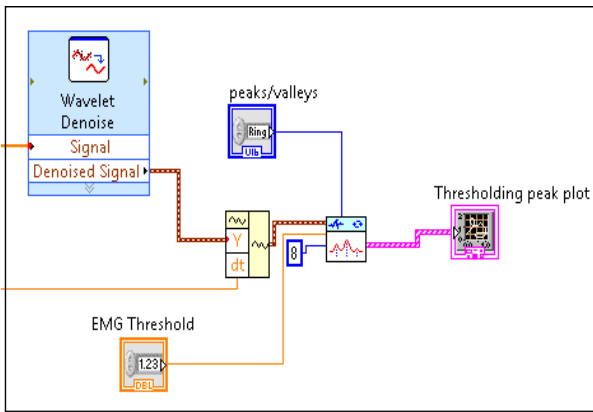 Wavelet
Denoise
Signal
Denoised Signal
peaks/valleys
Ring
U16
Y
dt
8
Thresholding peak plot
EMG Threshold
1.23
DBL